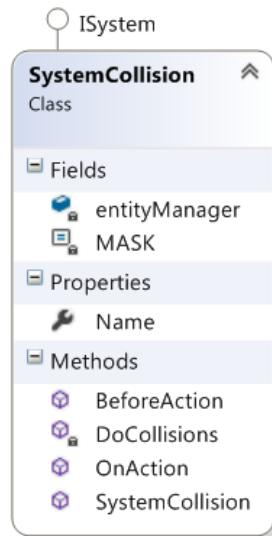 ISystem
SystemCollision
Class
Fields
entityManager
MASK
Properties
Name
Methods
BeforeAction
DoCollisions
OnAction
SystemCollision